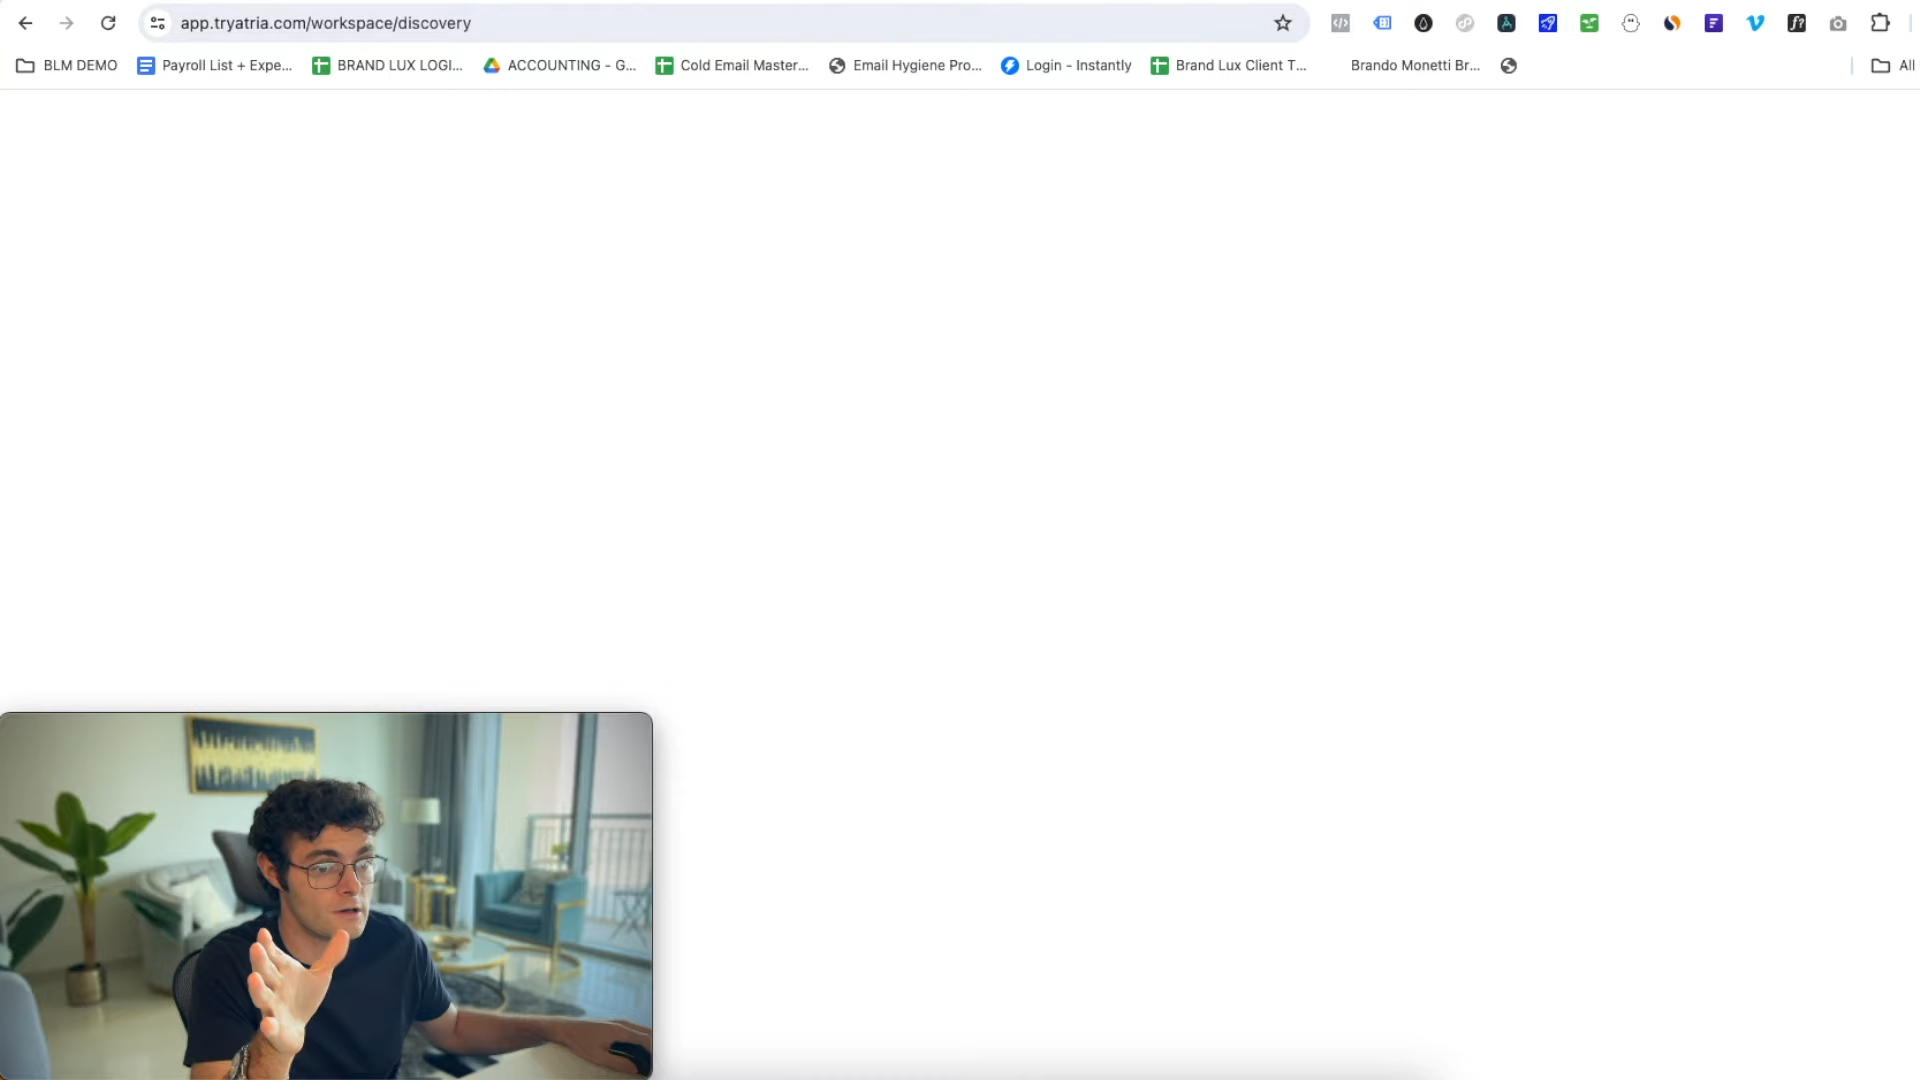 app.tryatria.com/workspace/discovery
BLM DEMO
Payroll List + Expe...
BRAND LUX LOGI...
ACCOUNTING - G...
Cold Email Master...
Email Hygiene Pro...
Login - Instantly
Brand Lux Client T...
Brando Monetti Br...
All